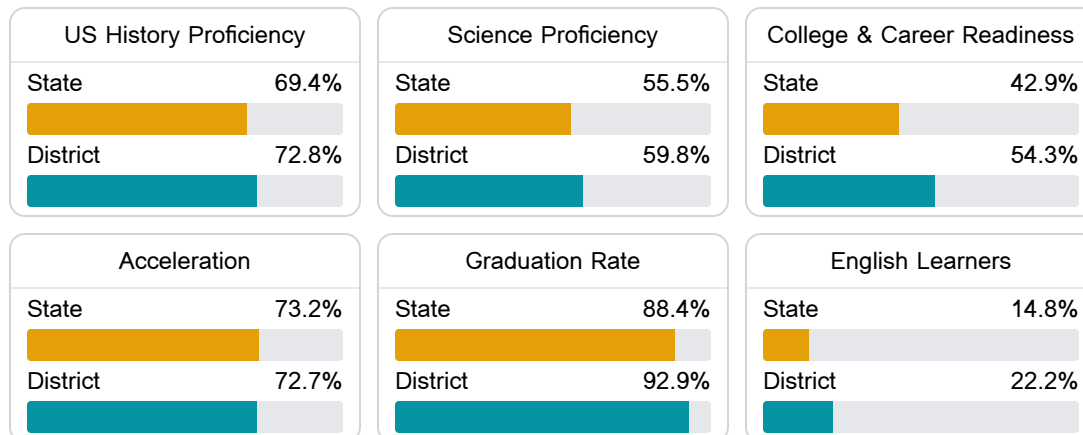 US History Proficiency
State 69.4%
District 72.8%
Science Proficiency
State 55.5%
District 59.8%
College & Career Readiness
State 42.9%
District 54.3%
Acceleration
State 73.2%
District 72.7%
Graduation Rate
State 88.4%
District 92.9%
English Learners
State 14.8%
District 22.2%